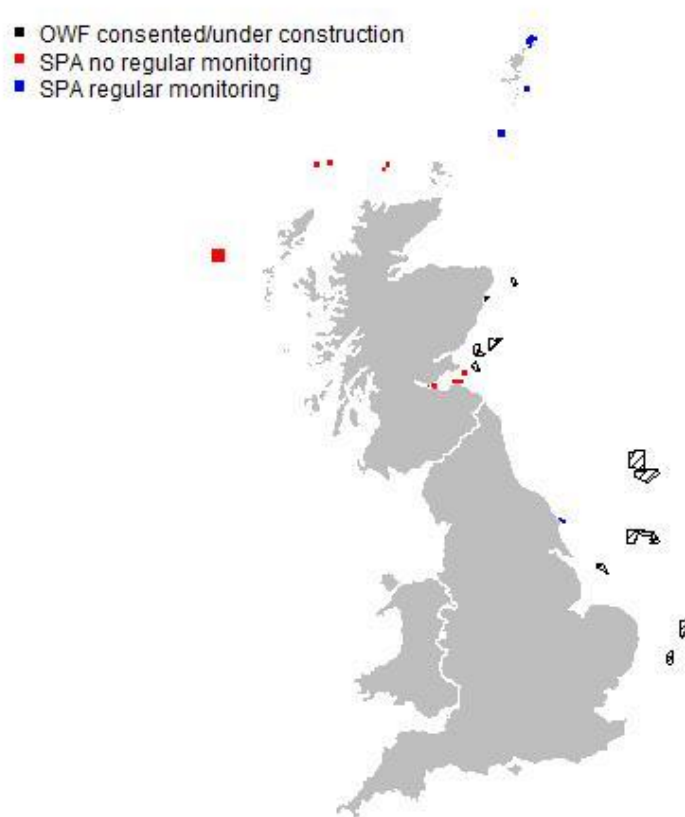 OWF consented/under construction
SPA no regular monitoring
SPA regular monitoring